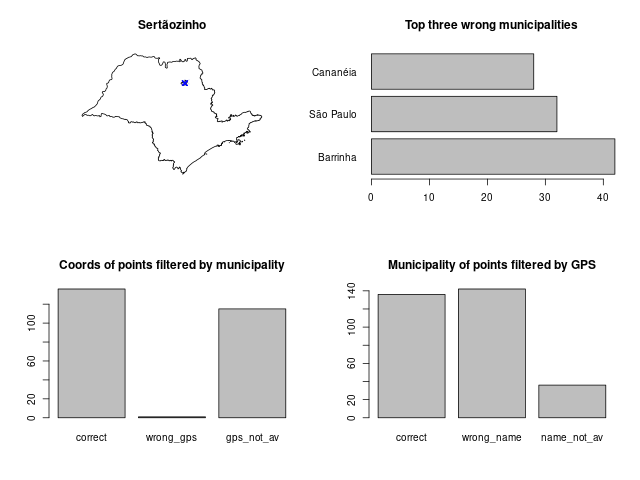 Sertãozinho
Top three wrong municipalities
Cananéia
São Paulo
Barrinha
0 10 20 30 40
Coords of points filtered by municipality
100
60
20
0
correct wrong_gps gps_not_av
Municipality of points filtered by GPS
140
100
60
20
0
correct wrong_name name_not_av